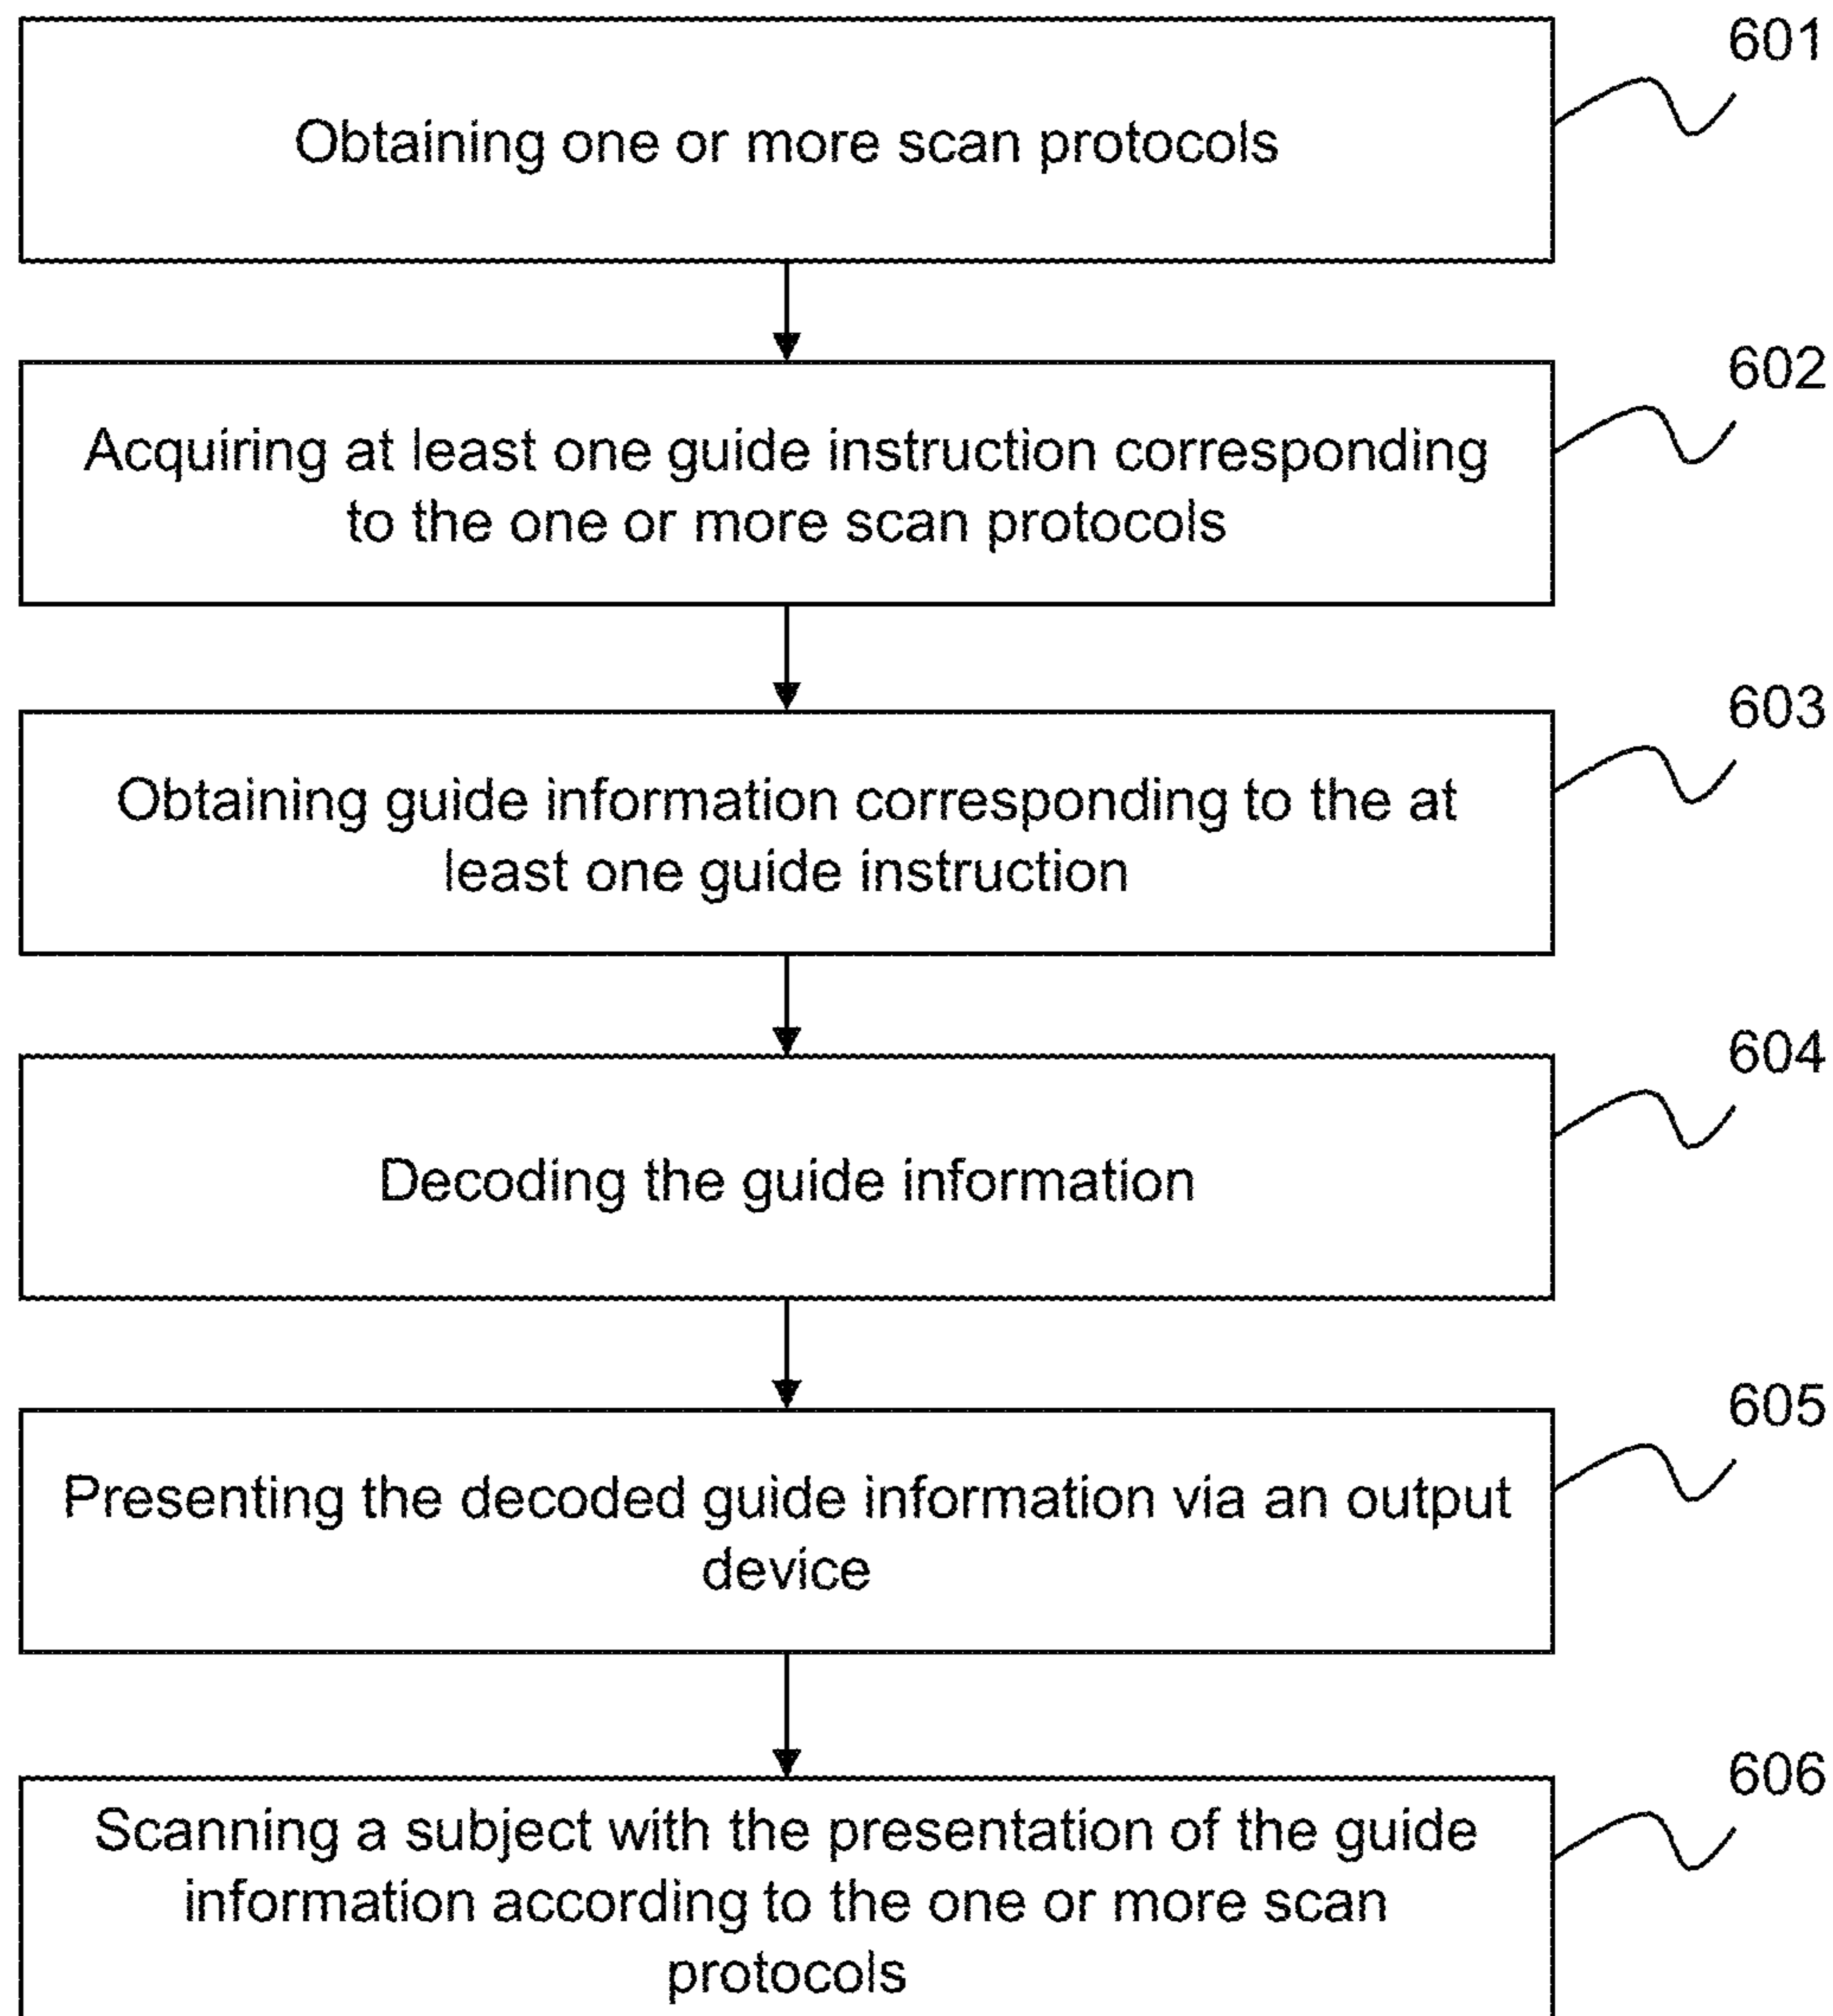 601
Obtaining one or more scan protocols
602
Acquiring at least one guide instruction corresponding
to the one or more scan protocols
603
Obtaining guide information corresponding to the at
least one guide instruction
604
Decoding the guide information
605
Presenting the decoded guide information via an output
device
606
Scanning a subject with the presentation of the guide
information according to the one or more scan
protocols